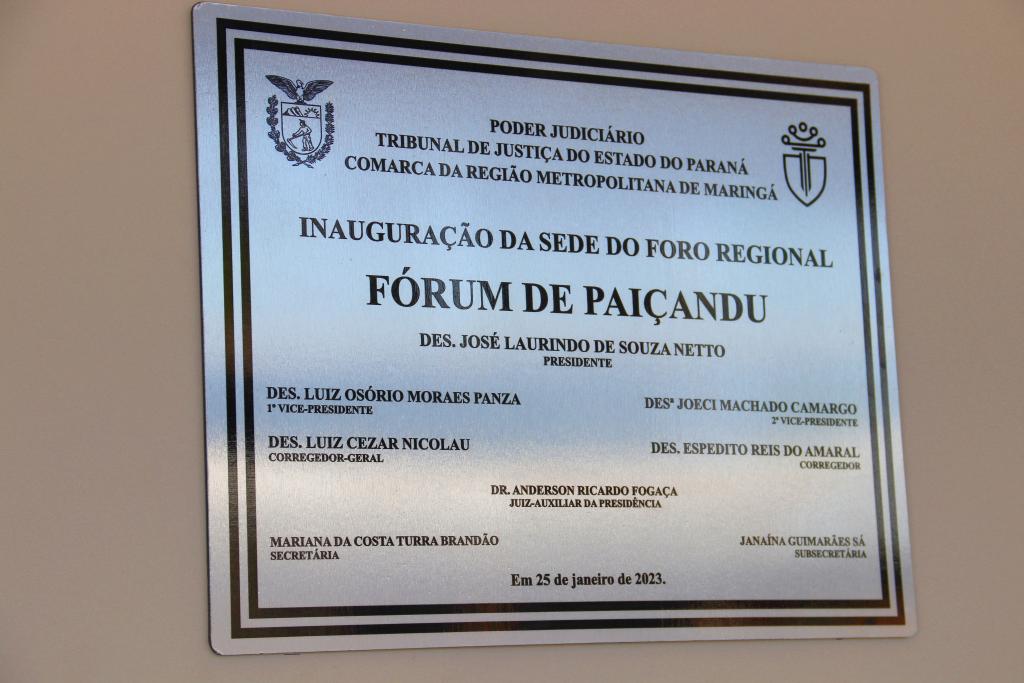 PODER JUDICIÁRIO
TRIBUNAL DE JUSTIÇA DO ESTADO DO PARANÁ
COMARCA DA REGIÃO METROPOLITANA DE MARINGÁ
INAUGURAÇÃO DA SEDE DO FORO REGIONAL
FÓRUM DE PAIÇANDU
DES. JOSÉ LAURINDO DE SOUZA NETTO
PRESIDENTE
DES. LUIZ OSÓRIO MORAES PANZA
1º VICE-PRESIDENTE
DESª JOECI MACHADO CAMARGO
2ª VICE-PRESIDENTE
DES. LUIZ CEZAR NICOLAU
CORREGEDOR-GERAL
DES. ESPEDITO REIS DO AMARAL
CORREGEDOR
DR. ANDERSON RICARDO FOGAÇA
JUIZ-AUXILIAR DA PRESIDÊNCIA
MARIANA DA COSTA TURRA BRANDÃO
SECRETÁRIA
JANAÍNA GUIMARÃES SÁ
SUBSECRETÁRIA
Em 25 de janeiro de 2023.